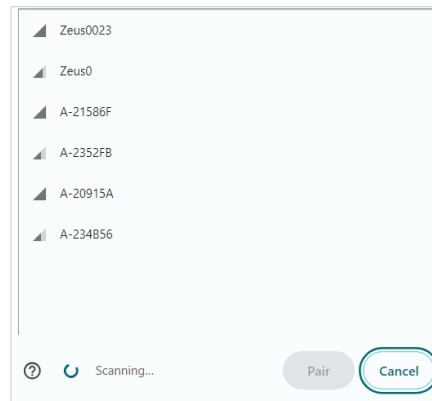 Zeus0023
Zeus0
A-21586F
A-2352FB
A-20915A
A-234B56
Scanning...
Pair
Cancel